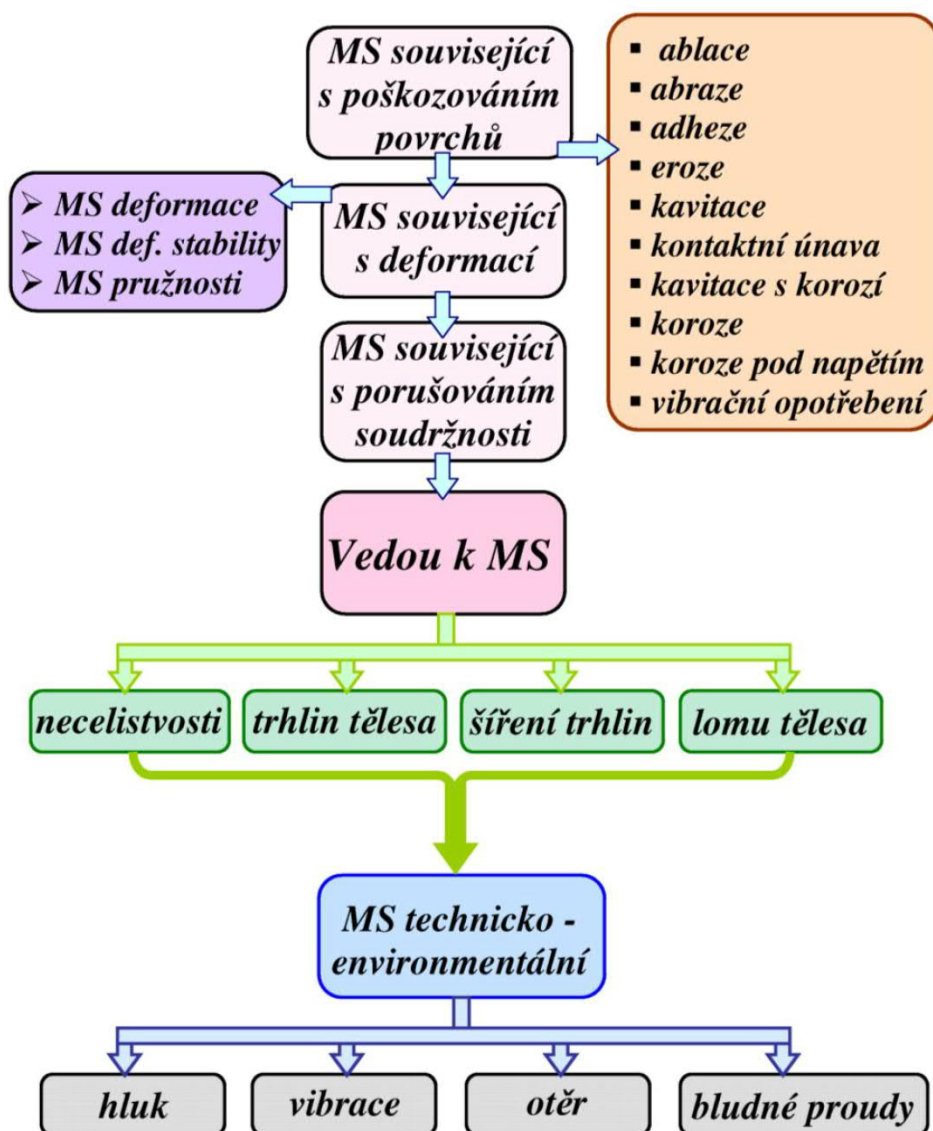 MS související
s poškozováním
povrchů
▪ ablace
▪ abraze
▪ adheze
▪ eroze
▪ kavitace
▪ kontaktní únava
▪ kavitace s korozí
▪ koroze
▪ koroze pod napětím
▪ vibrační opotřebení
➢ MS deformace
➢ MS def. stability
➢ MS pružnosti
MS související
s deformací
MS související
s porušováním
soudržnosti
Vedou k MS
necelistvosti
trhlin tělesa
šíření trhlin
lomu tělesa
MS technicko -
environmentální
hluk
vibrace
otěr
bludné proudy